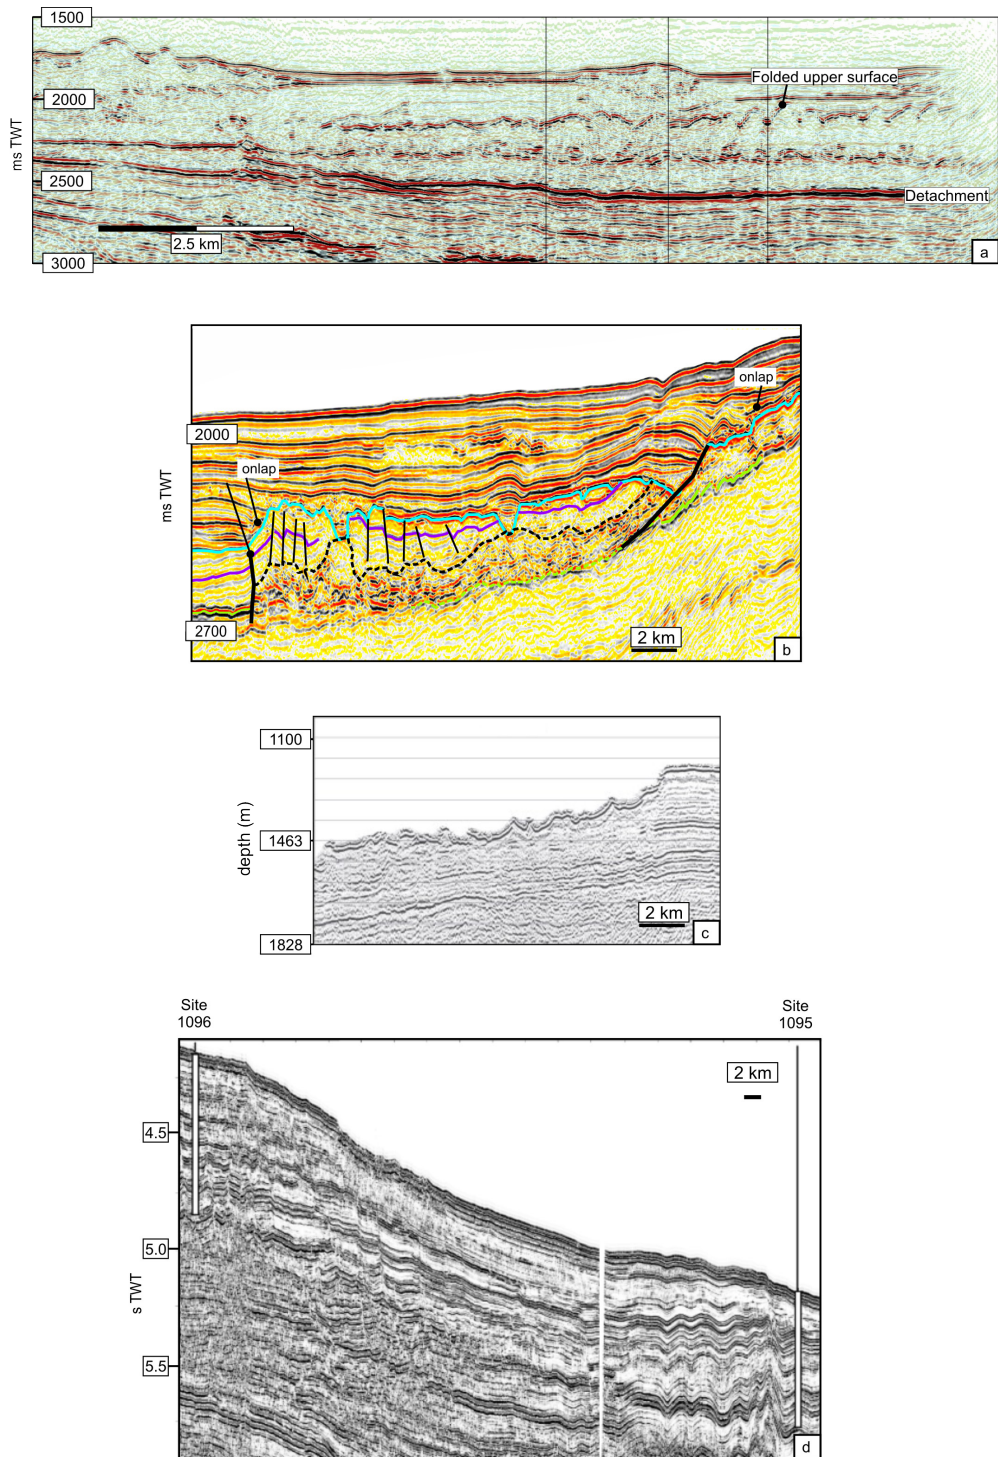 1500
Folded upper surface
2000
ms TWT
2500
Detachment
2.5 km
3000
a
onlap
2000
onlap
ms TWT
2700
2 km
b
1100
depth (m)
1463
2 km
1828
c
Site
1096
Site
1095
2 km
4.5
5.0
s TWT
5.5
d